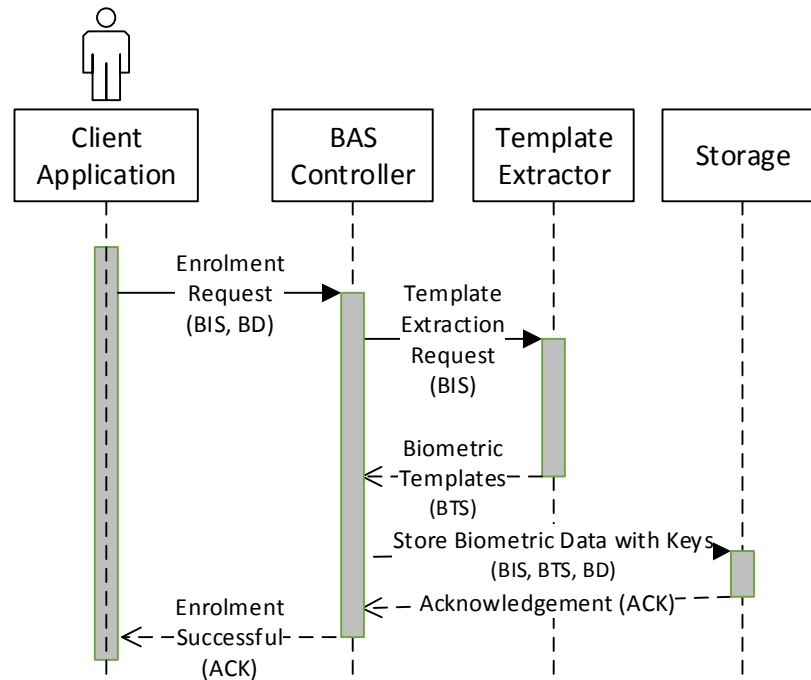 Client
Application
BAS
Controller
Template
Extractor
Storage
Enrolment
Request
(BIS, BD)
Template
Extraction
Request
(BIS)
Biometric
Templates
(BTS)
Store Biometric Data with Keys
(BIS, BTS, BD)
Acknowledgement (ACK)
Enrolment
Successful
(ACK)